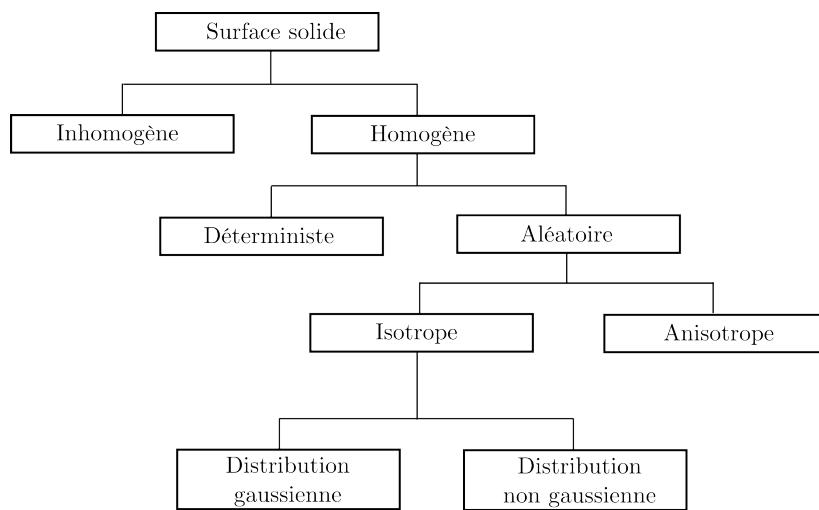 Surface solide
Inhomogène
Homogène
Déterministe
Aléatoire
Isotrope
Anisotrope
Distribution
gaussienne
Distribution
non gaussienne